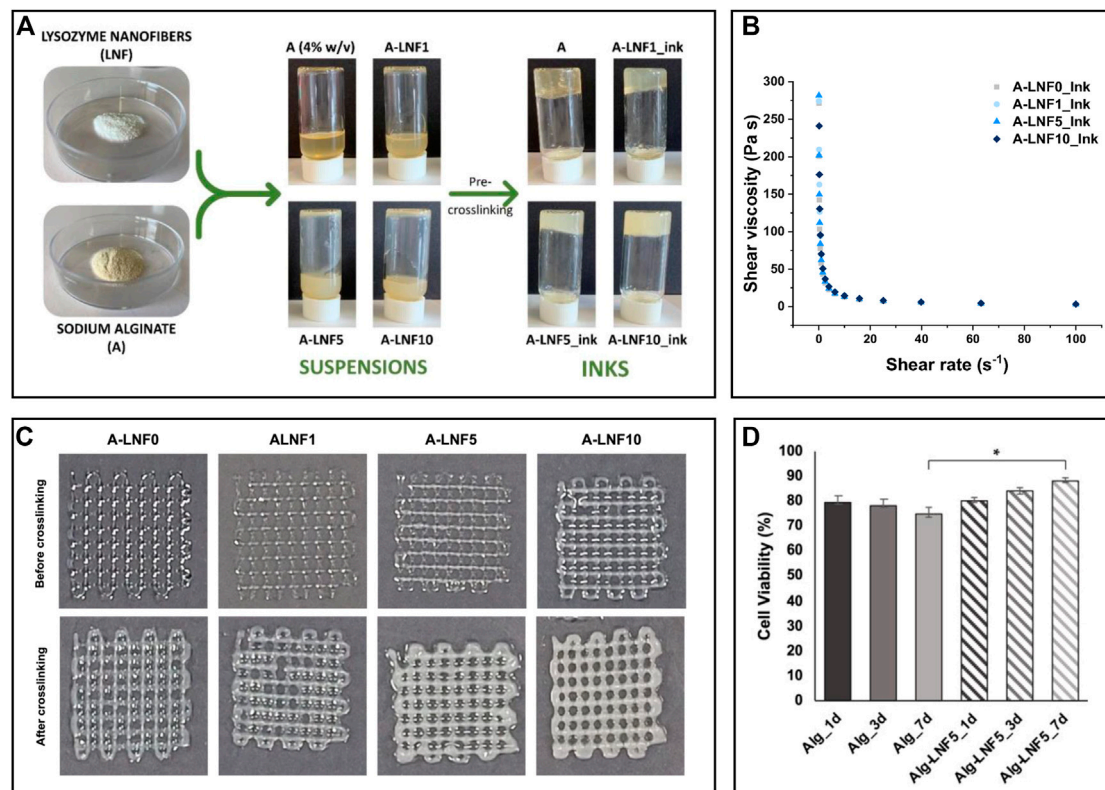 A
LYSOZYME NANOFIBERS
(LNF)
SODIUM ALGINATE
(A)
A (4% w/v)
A-LNF1
A-LNF5
A-LNF10
SUSPENSIONS
Pre-
crosslinking
A
A-LNF1_ink
A-LNF5_ink
A-LNF10_ink
INKS
B
Shear viscosity (Pa s)
300
250
200
150
100
50
0
0
20
40
60
80
100
Shear rate (s⁻¹)
A-LNF0_Ink
A-LNF1_Ink
A-LNF5_Ink
A-LNF10_Ink
C
A-LNF0
ALNF1
A-LNF5
A-LNF10
Before crosslinking
After crosslinking
D
Cell Viability (%)
100
90
80
70
60
50
40
30
20
10
0
*
Alg_1d
Alg_3d
Alg_7d
Alg-LNF5_1d
Alg-LNF5_3d
Alg-LNF5_7d